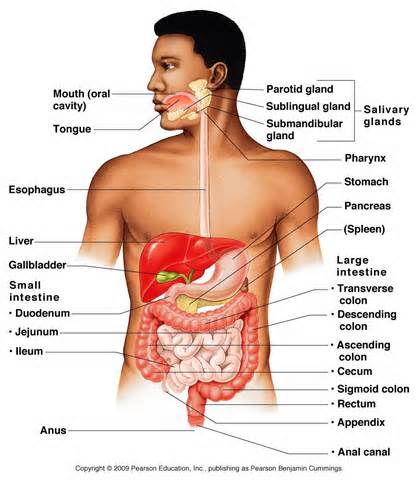 Mouth (oral
cavity)
Tongue
Esophagus
Liver
Gallbladder
Small
intestine
• Duodenum
• Jejunum
• Ileum
Anus
Parotid gland
Sublingual gland
Submandibular
gland
Salivary
glands
Pharynx
Stomach
Pancreas
(Spleen)
Large
intestine
• Transverse
colon
• Descending
colon
• Ascending
colon
• Cecum
• Sigmoid colon
• Rectum
• Appendix
• Anal canal
Copyright © 2009 Pearson Education, Inc., publishing as Pearson Benjamin Cummings.